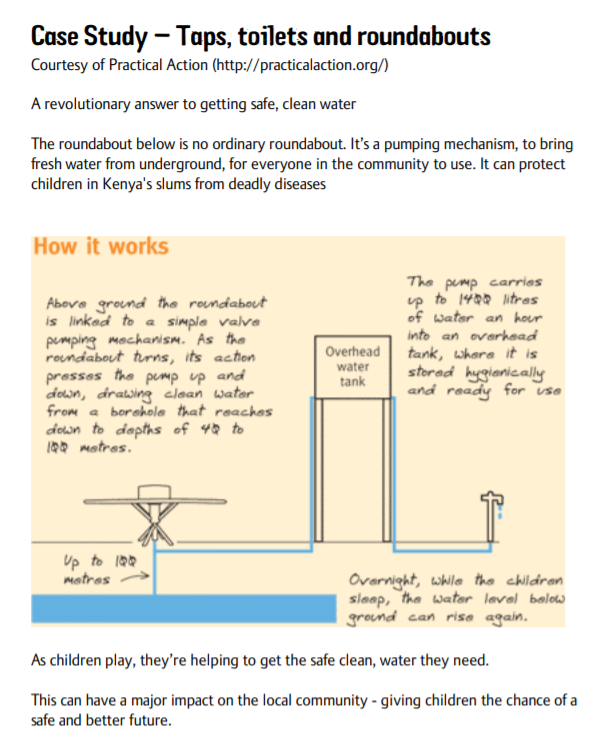 Case Study – Taps, toilets and roundabouts
Courtesy of Practical Action (http://practicalaction.org/)
A revolutionary answer to getting safe, clean water
The roundabout below is no ordinary roundabout. It’s a pumping mechanism, to bring
fresh water from underground, for everyone in the community to use. It can protect
children in Kenya's slums from deadly diseases
How it works
Above ground the roundabout
is linked to a simple valve
pumping mechanism. As the
roundabout turns, its action
presses the pump up and
down, drawing clean water
from a borehole that reaches
down to depths of 40 to
100 metres.
The pump carries
up to 1400 litres
of water an hour
into an overhead
tank, where it is
stored hygienically
and ready for use
Overhead
water
tank
Up to 100
metres
Overnight, while the children
sleep, the water level below
ground can rise again.
As children play, they’re helping to get the safe clean, water they need.
This can have a major impact on the local community - giving children the chance of a
safe and better future.